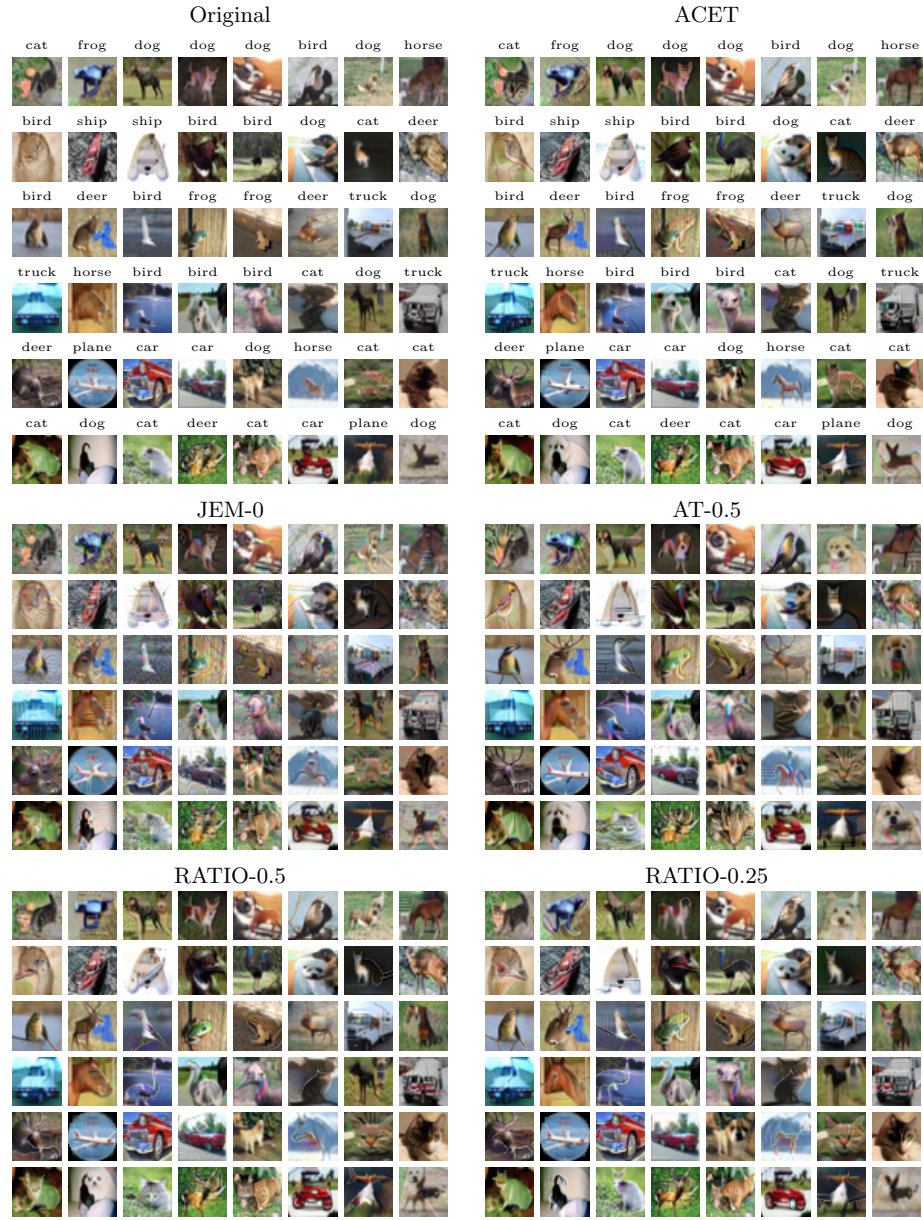 Original
cat frog dog dog dog bird dog horse
bird ship ship bird bird dog cat deer
bird deer bird frog frog deer truck dog
truck horse bird bird bird cat dog truck
deer plane car car dog horse cat cat
cat dog cat deer cat car plane dog
ACET
cat frog dog dog dog bird dog horse
bird ship ship bird bird dog cat deer
bird deer bird frog frog deer truck dog
truck horse bird bird bird cat dog truck
deer plane car car dog horse cat cat
cat dog cat deer cat car plane dog
JEM-0
AT-0.5
RATIO-0.5
RATIO-0.25